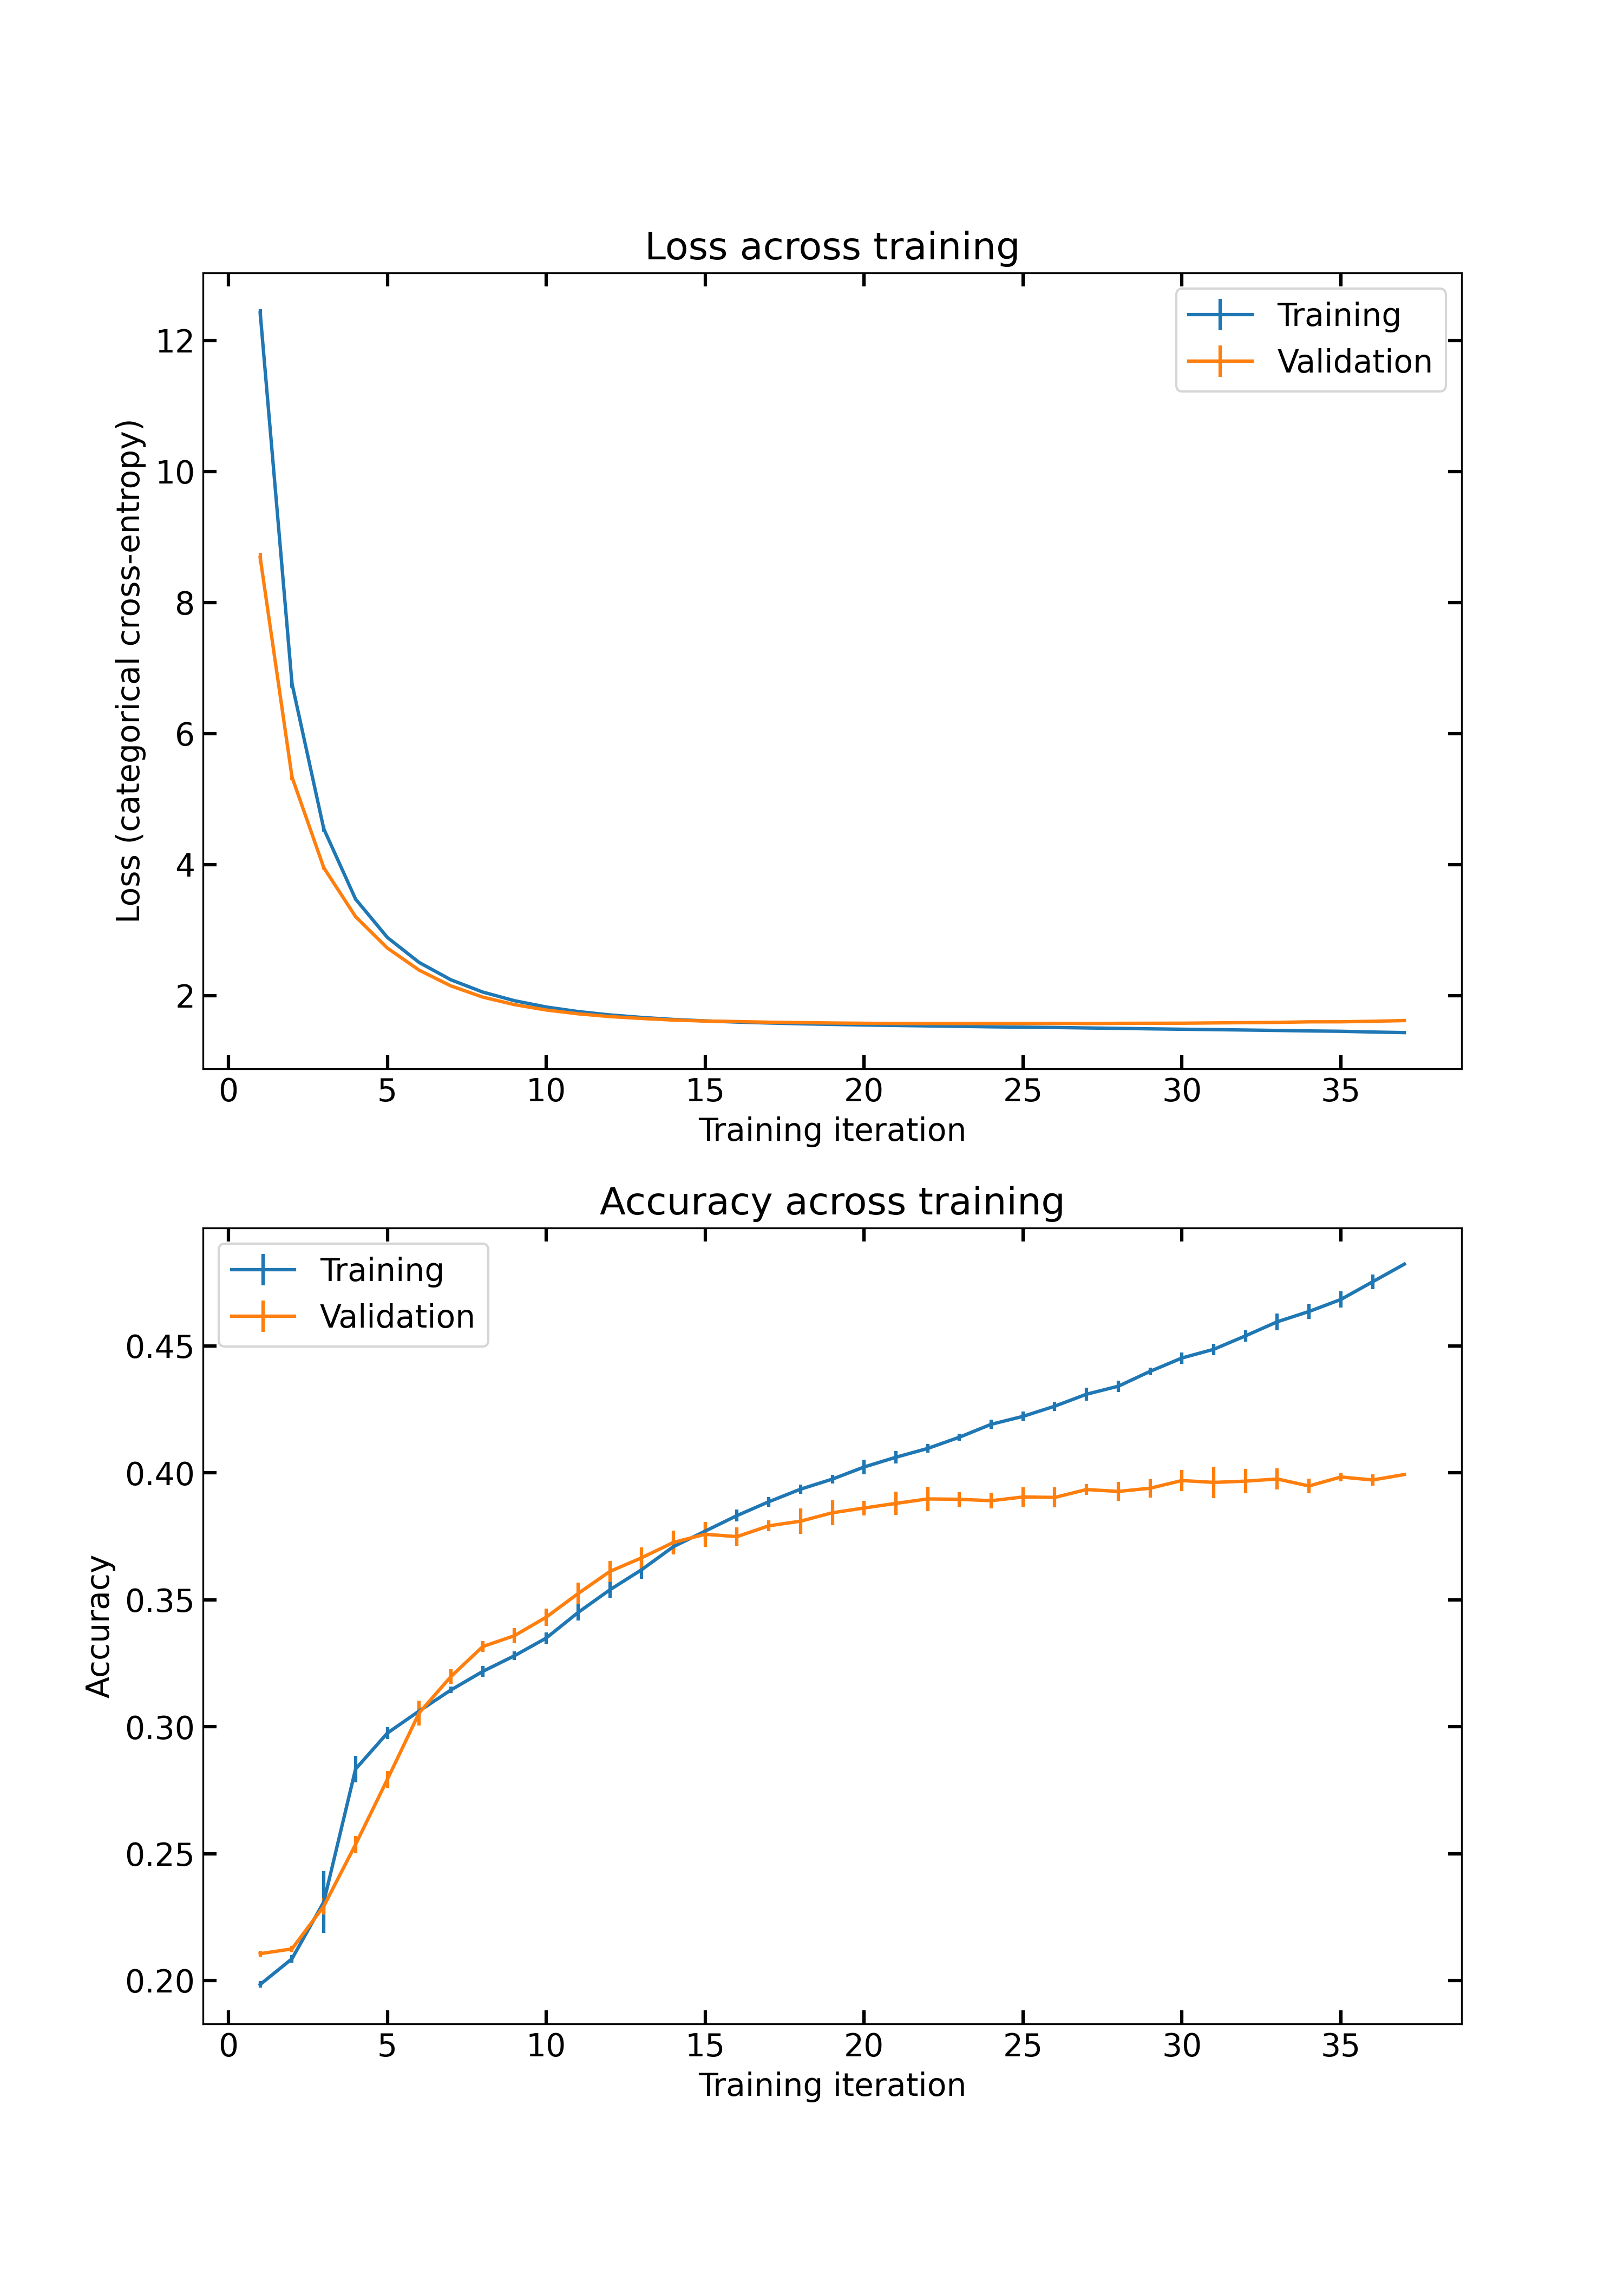 Loss across training
Training
Validation
12
10
8
6
4
2
Loss (categorical cross-entropy)
0 5 10 15 20 25 30 35
Training iteration
Accuracy across training
Training
Validation
0.45
0.40
0.35
0.30
0.25
0.20
Accuracy
0 5 10 15 20 25 30 35
Training iteration